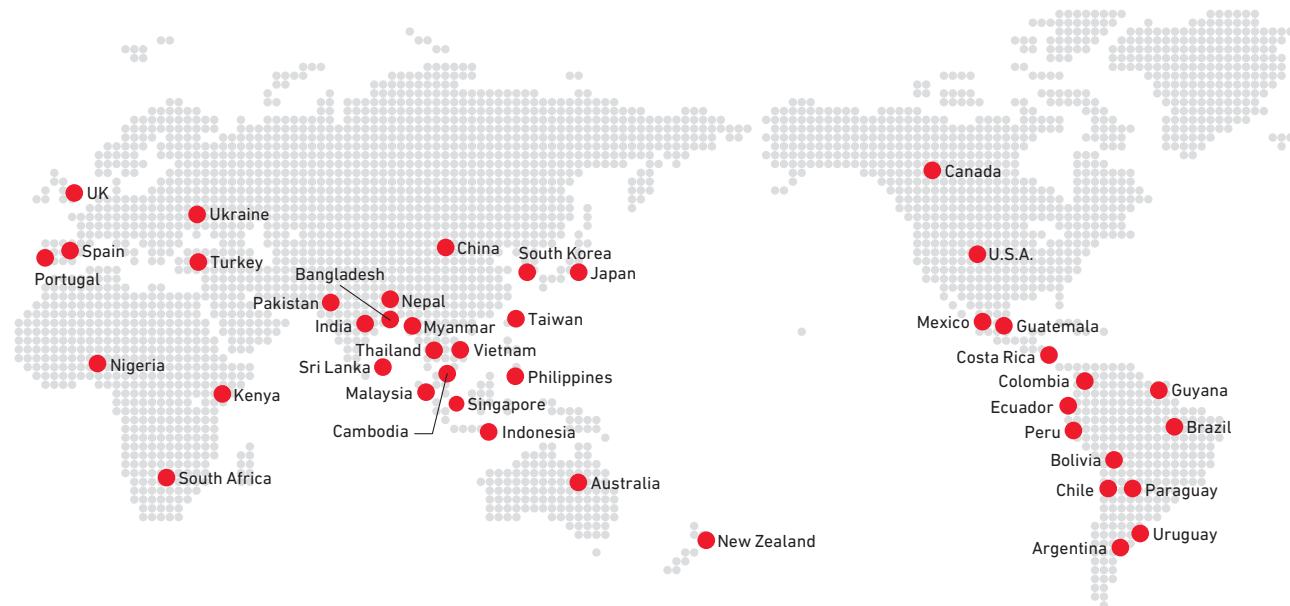 Canada
UK
Ukraine
Spain
China
South Korea
U.S.A.
Turkey
Bangladesh
Japan
Portugal
Pakistan
Nepal
Taiwan
Mexico
Guatemala
India
Myanmar
Thailand
Vietnam
Costa Rica
Nigeria
Sri Lanka
Philippines
Colombia
Guyana
Kenya
Malaysia
Singapore
Ecuador
Cambodia
Indonesia
Peru
Brazil
Bolivia
South Africa
Australia
Chile
Paraguay
Uruguay
New Zealand
Argentina